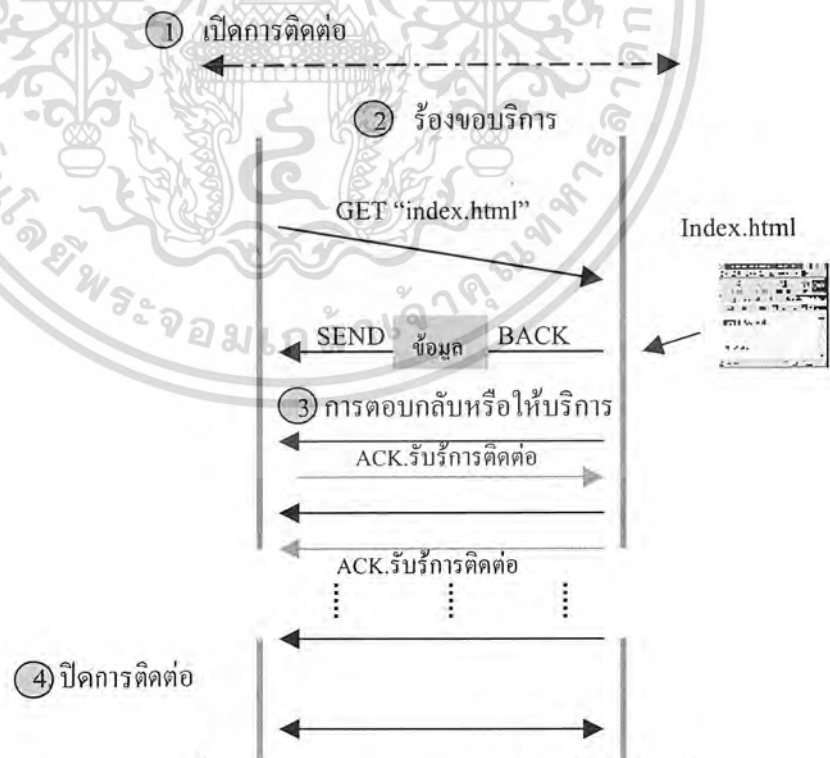 1 เปิดการติดต่อ
2 ร้องขอบริการ
GET “index.html”
Index.html
SEND ข้อมูล BACK
3 การตอบกลับหรือให้บริการ
ACK.รับรู้การติดต่อ
ACK.รับรู้การติดต่อ
4 ปิดการติดต่อ